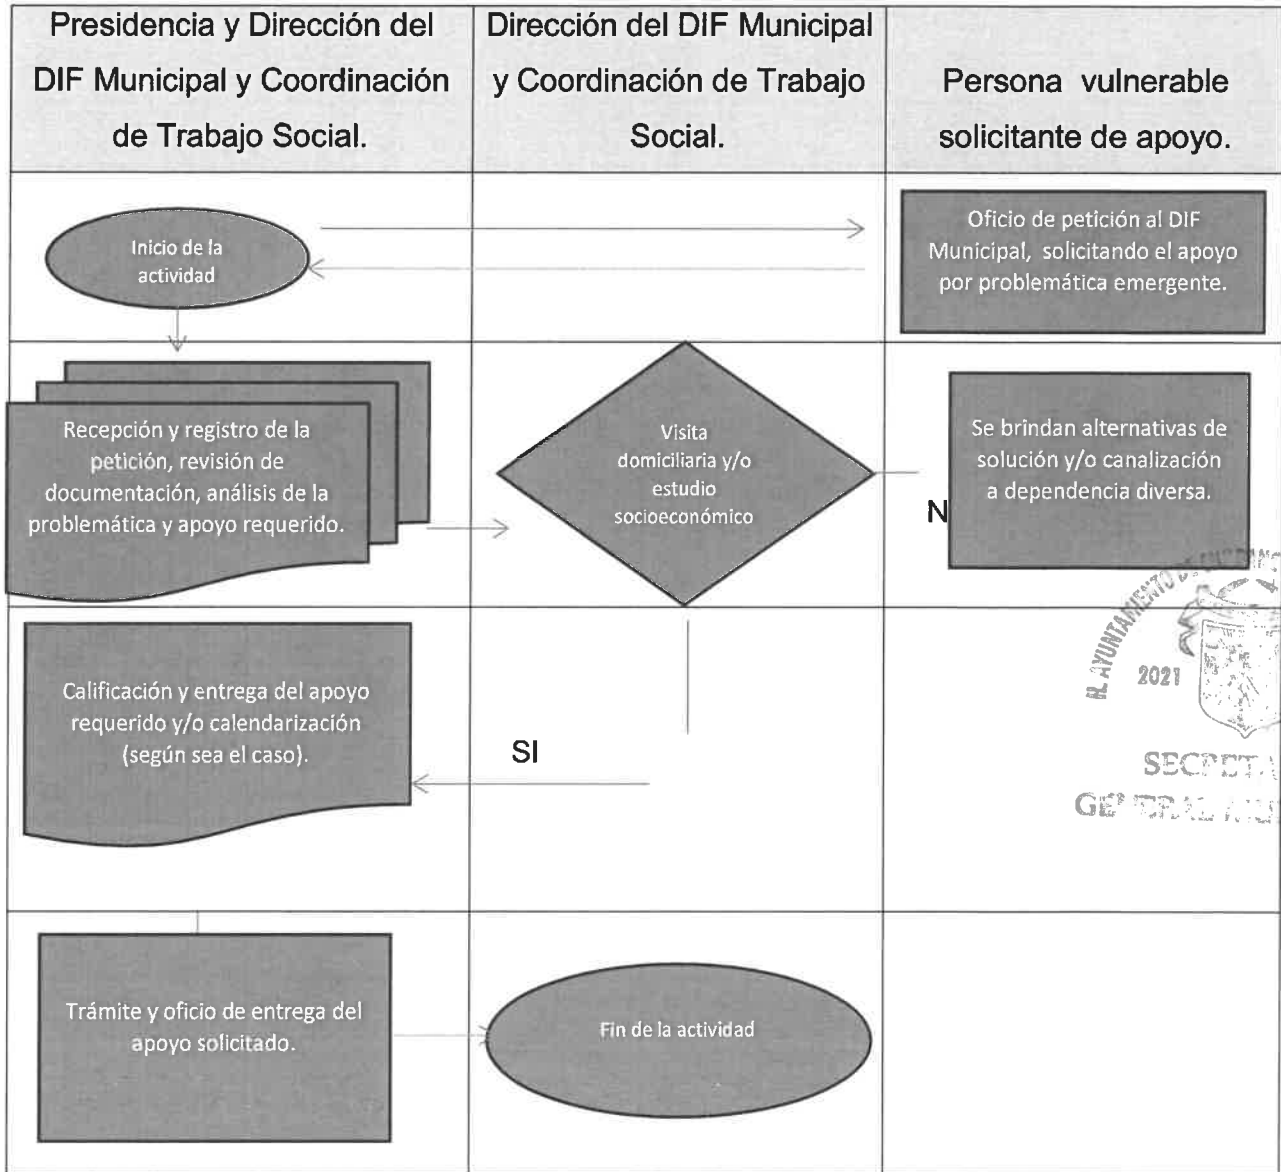 Presidencia y Dirección del
DIF Municipal y Coordinación
de Trabajo Social.
Dirección del DIF Municipal
y Coordinación de Trabajo
Social.
Persona vulnerable
solicitante de apoyo.
Inicio de la
actividad
Oficio de petición al DIF
Municipal, solicitando el apoyo
por problemática emergente.
Recepción y registro de la
petición, revisión de
documentación, análisis de la
problemática y apoyo requerido.
Visita
domiciliaria y/o
estudio
socioeconómico
N
Se brindan alternativas de
solución y/o canalización
a dependencia diversa.
Calificación y entrega del apoyo
requerido y/o calendarización
(según sea el caso).
SI
H. AYUNTAMIENTO DE
2021
Trámite y oficio de entrega del
apoyo solicitado.
Fin de la actividad